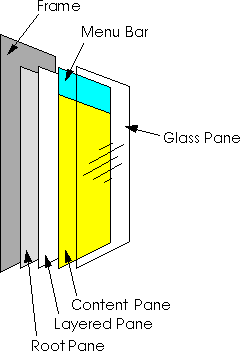 Frame
Menu Bar
Glass Pane
Content Pane
Layered Pane
Root Pane